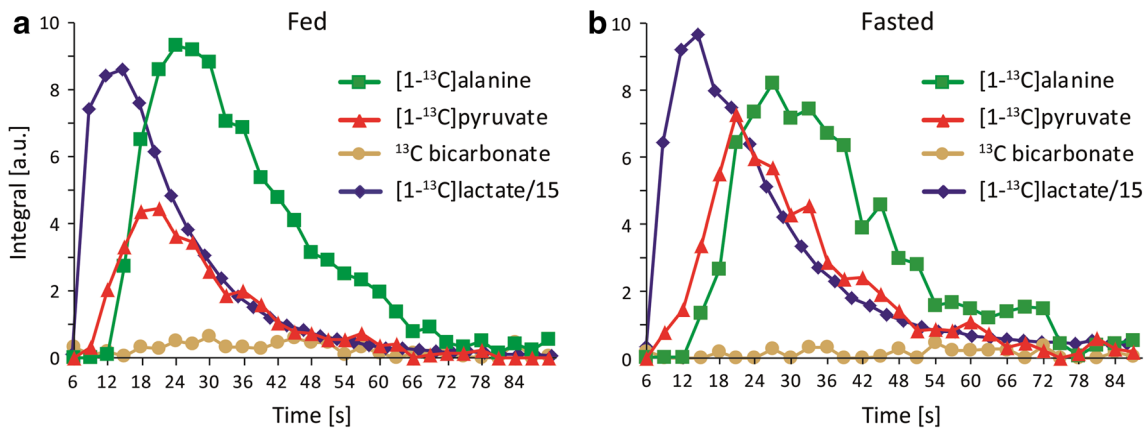 a Fed
Integral [a.u.]
10
8
6
4
2
0
[1-¹³C]alanine
[1-¹³C]pyruvate
¹³C bicarbonate
[1-¹³C]lactate/15
6 12 18 24 30 36 42 48 54 60 66 72 78 84
Time [s]
b Fasted
10
8
6
4
2
0
[1-¹³C]alanine
[1-¹³C]pyruvate
¹³C bicarbonate
[1-¹³C]lactate/15
6 12 18 24 30 36 42 48 54 60 66 72 78 84
Time [s]